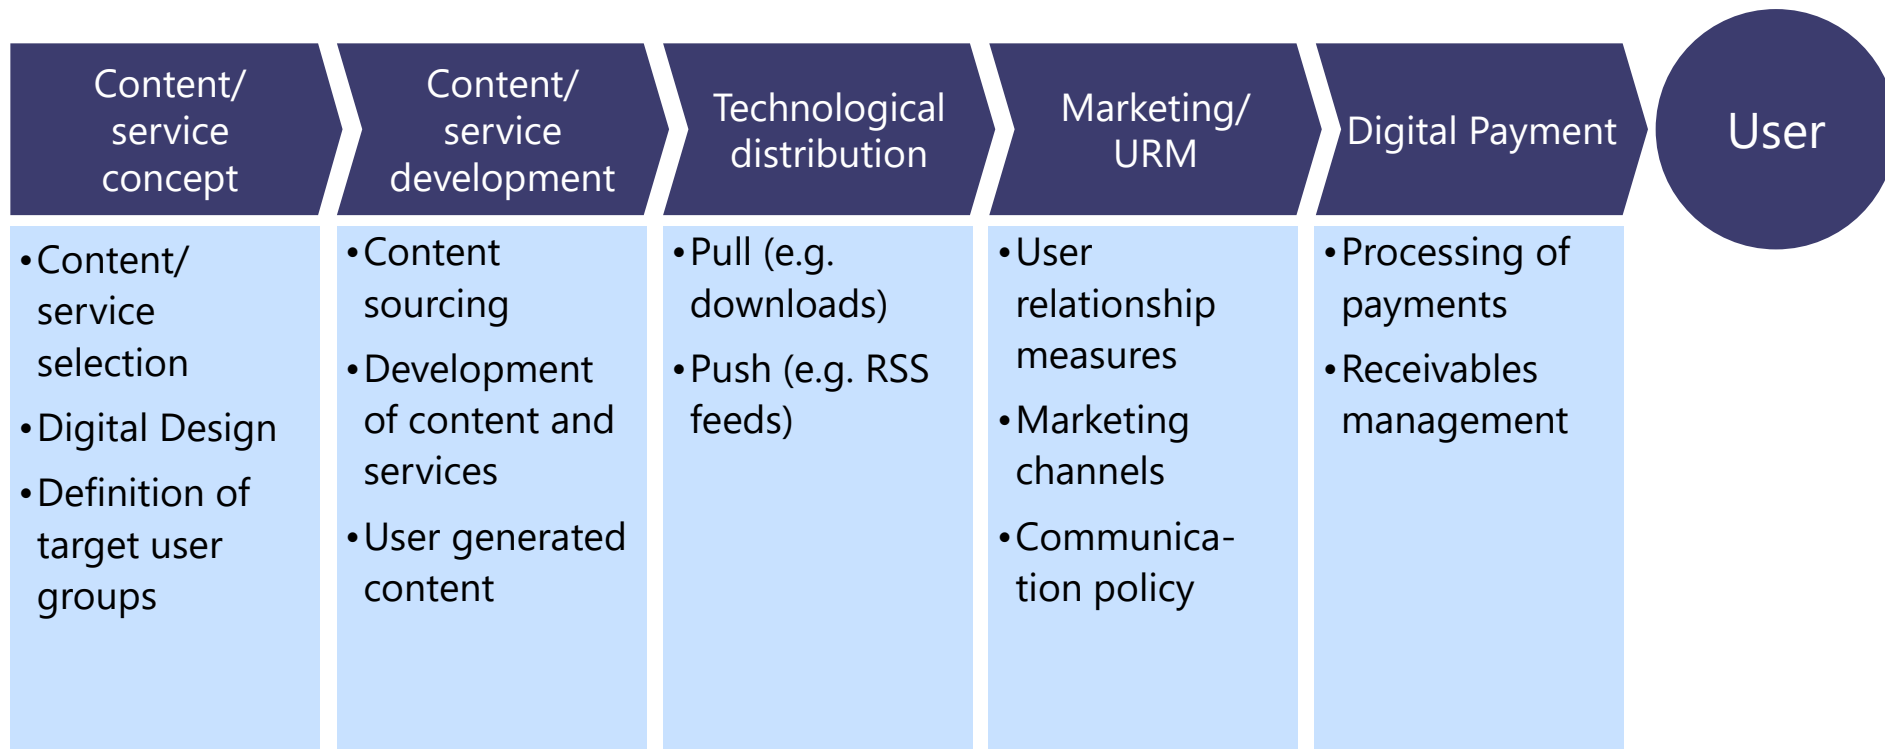 Content/
service
concept
Content/
service
development
Technological
distribution
Marketing/
URM
Digital Payment
User
•Content/
service
selection
•Digital Design
•Definition of
target user
groups
•Content
sourcing
•Development
of content and
services
•User generated
content
•Pull (e.g.
downloads)
•Push (e.g. RSS
feeds)
•User
relationship
measures
•Marketing
channels
•Communica-
tion policy
•Processing of
payments
•Receivables
management